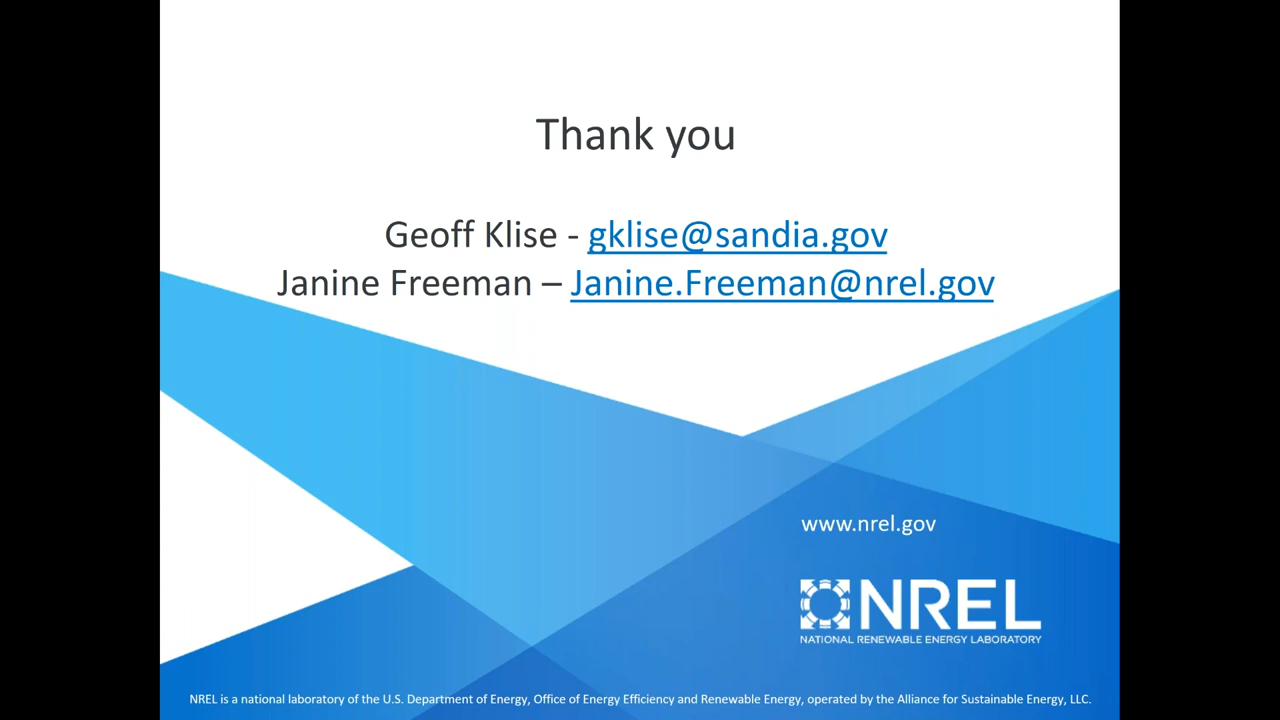 Thank you
Geoff Klise - gklise@sandia.gov
Janine Freeman – Janine.Freeman@nrel.gov
www.nrel.gov
NREL
NATIONAL RENEWABLE ENERGY LABORATORY
NREL is a national laboratory of the U.S. Department of Energy, Office of Energy Efficiency and Renewable Energy, operated by the Alliance for Sustainable Energy, LLC.